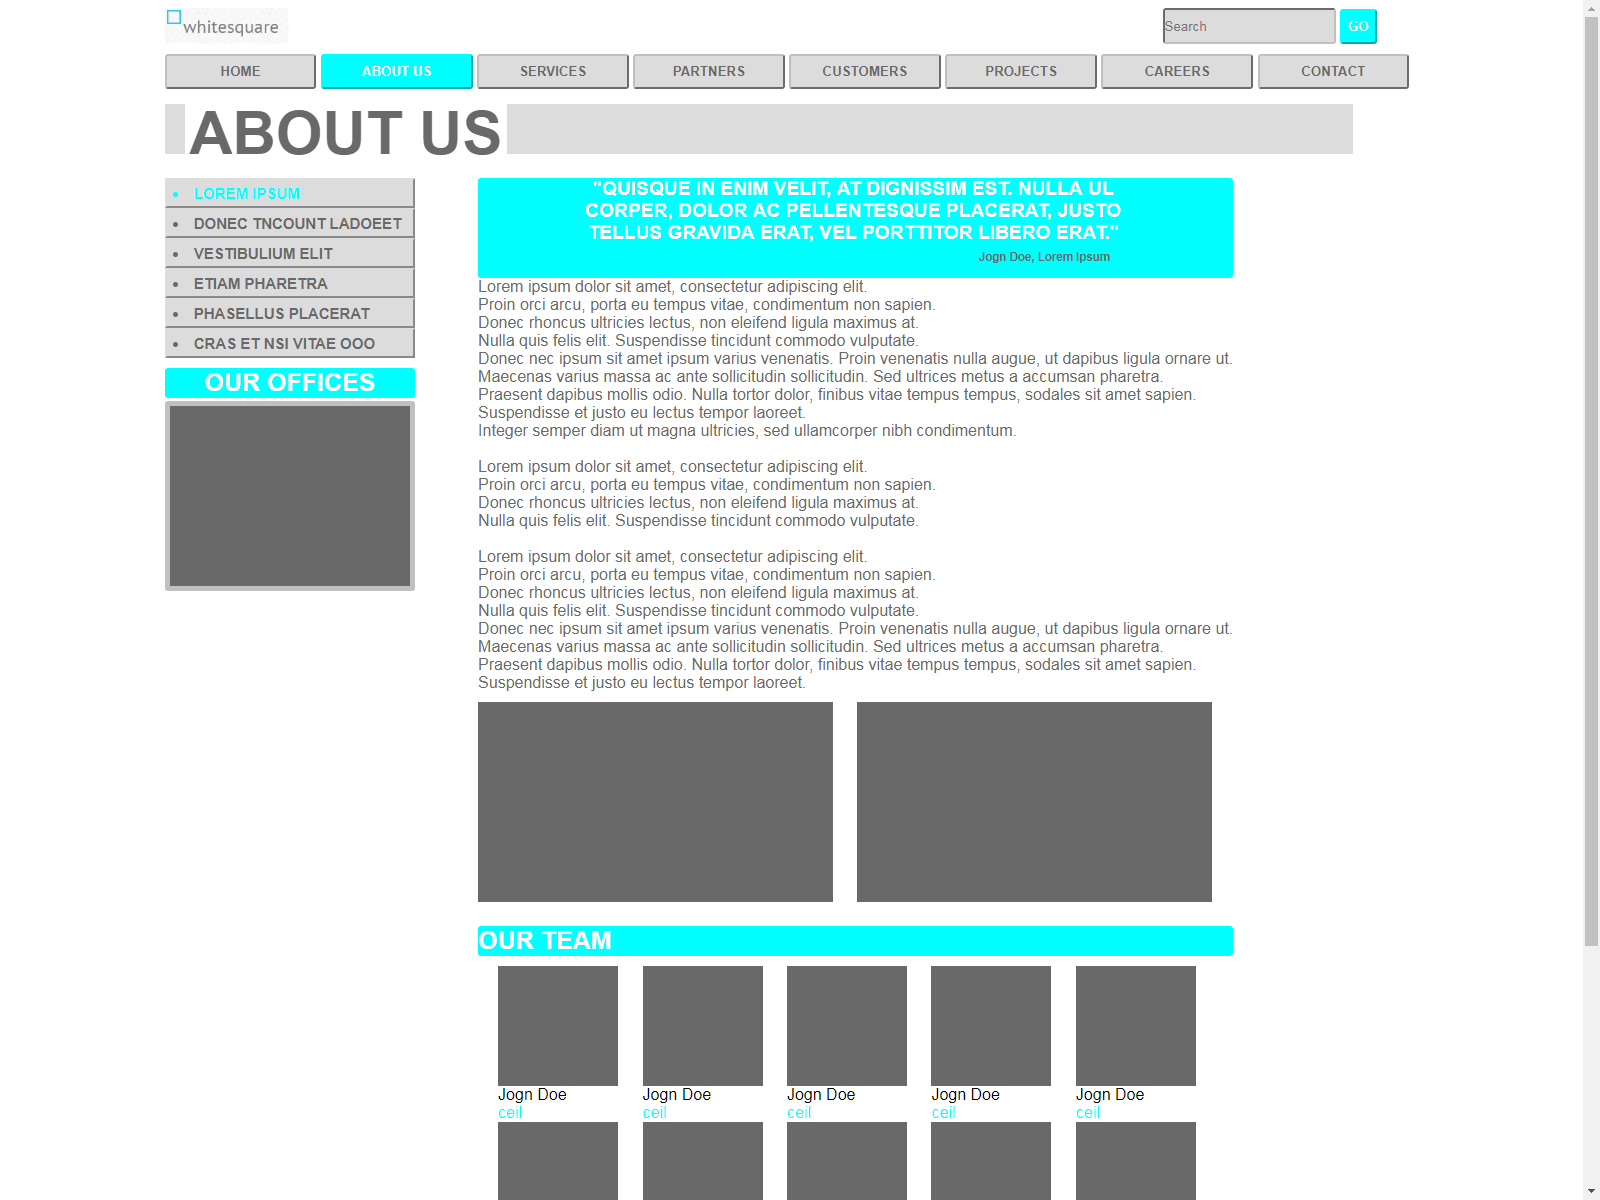 whitesquare
Search
GO
HOME
ABOUT US
SERVICES
PARTNERS
CUSTOMERS
PROJECTS
CAREERS
CONTACT
ABOUT US
LOREM IPSUM
DONEC TNCOUNT LADOEET
VESTIBULIUM ELIT
ETIAM PHARETRA
PHASELLUS PLACERAT
CRAS ET NSI VITAE OOO
OUR OFFICES
"QUISQUE IN ENIM VELIT, AT DIGNISSIM EST. NULLA UL
CORPER, DOLOR AC PELLENTESQUE PLACERAT, JUSTO
TELLUS GRAVIDA ERAT, VEL PORTTITOR LIBERO ERAT."
Jogn Doe, Lorem Ipsum
Lorem ipsum dolor sit amet, consectetur adipiscing elit.
Proin orci arcu, porta eu tempus vitae, condimentum non sapien.
Donec rhoncus ultricies lectus, non eleifend ligula maximus at.
Nulla quis felis elit. Suspendisse tincidunt commodo vulputate.
Donec nec ipsum sit amet ipsum varius venenatis. Proin venenatis nulla augue, ut dapibus ligula ornare ut.
Maecenas varius massa ac ante sollicitudin sollicitudin. Sed ultrices metus a accumsan pharetra.
Praesent dapibus mollis odio. Nulla tortor dolor, finibus vitae tempus tempus, sodales sit amet sapien.
Suspendisse et justo eu lectus tempor laoreet.
Integer semper diam ut magna ultricies, sed ullamcorper nibh condimentum.
Lorem ipsum dolor sit amet, consectetur adipiscing elit.
Proin orci arcu, porta eu tempus vitae, condimentum non sapien.
Donec rhoncus ultricies lectus, non eleifend ligula maximus at.
Nulla quis felis elit. Suspendisse tincidunt commodo vulputate.
Lorem ipsum dolor sit amet, consectetur adipiscing elit.
Proin orci arcu, porta eu tempus vitae, condimentum non sapien.
Donec rhoncus ultricies lectus, non eleifend ligula maximus at.
Nulla quis felis elit. Suspendisse tincidunt commodo vulputate.
Donec nec ipsum sit amet ipsum varius venenatis. Proin venenatis nulla augue, ut dapibus ligula ornare ut.
Maecenas varius massa ac ante sollicitudin sollicitudin. Sed ultrices metus a accumsan pharetra.
Praesent dapibus mollis odio. Nulla tortor dolor, finibus vitae tempus tempus, sodales sit amet sapien.
Suspendisse et justo eu lectus tempor laoreet.
OUR TEAM
Jogn Doe
ceil
Jogn Doe
ceil
Jogn Doe
ceil
Jogn Doe
ceil
Jogn Doe
ceil